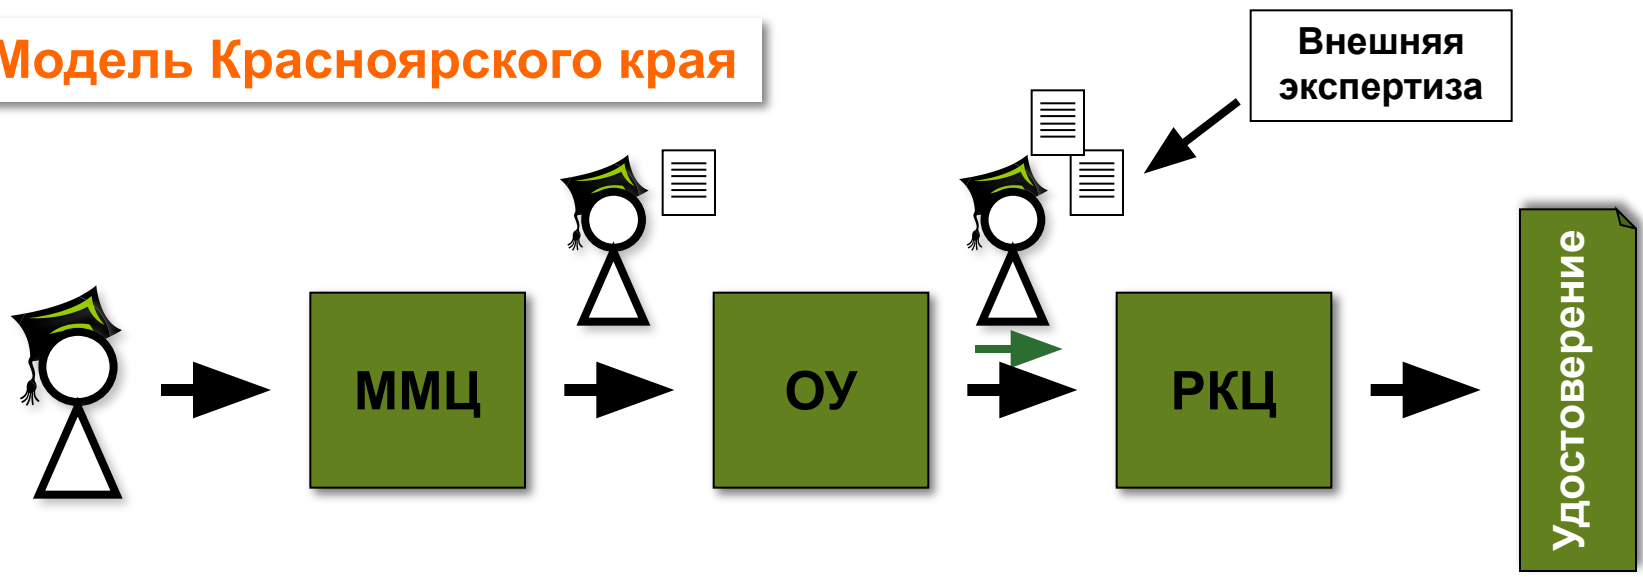 Модель Красноярского края
Внешняя
экспертиза
ММЦ
ОУ
РКЦ
Удостоверение